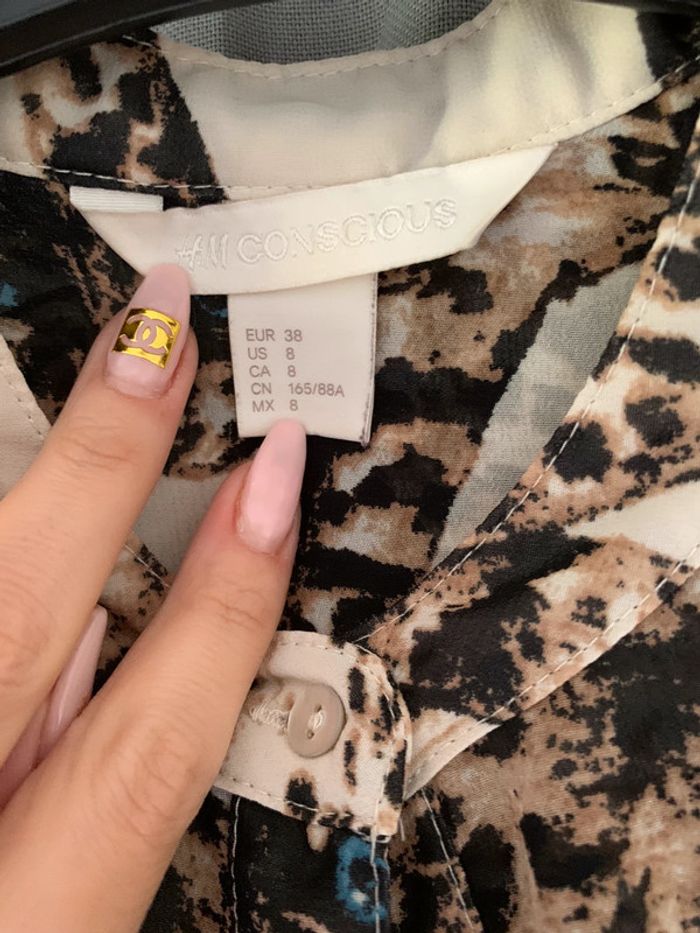 H&M CONSCIOUS
EUR 38
US 8
CA 8
CN 165/88A
MX 8